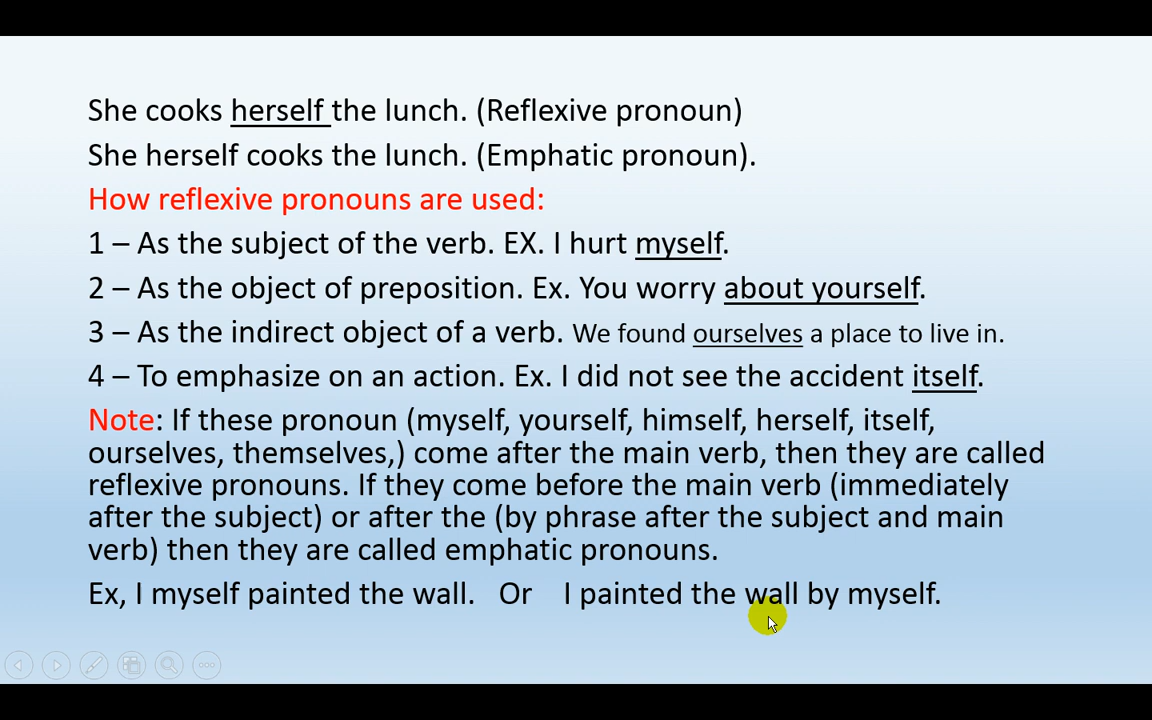 She cooks herself the lunch. (Reflexive pronoun)
She herself cooks the lunch. (Emphatic pronoun).
How reflexive pronouns are used:
1 – As the subject of the verb. EX. I hurt myself.
2 – As the object of preposition. Ex. You worry about yourself.
3 – As the indirect object of a verb. We found ourselves a place to live in.
4 – To emphasize on an action. Ex. I did not see the accident itself.
Note: If these pronoun (myself, yourself, himself, herself, itself,
ourselves, themselves,) come after the main verb, then they are called
reflexive pronouns. If they come before the main verb (immediately
after the subject) or after the (by phrase after the subject and main
verb) then they are called emphatic pronouns.
Ex, I myself painted the wall. Or I painted the wall by myself.